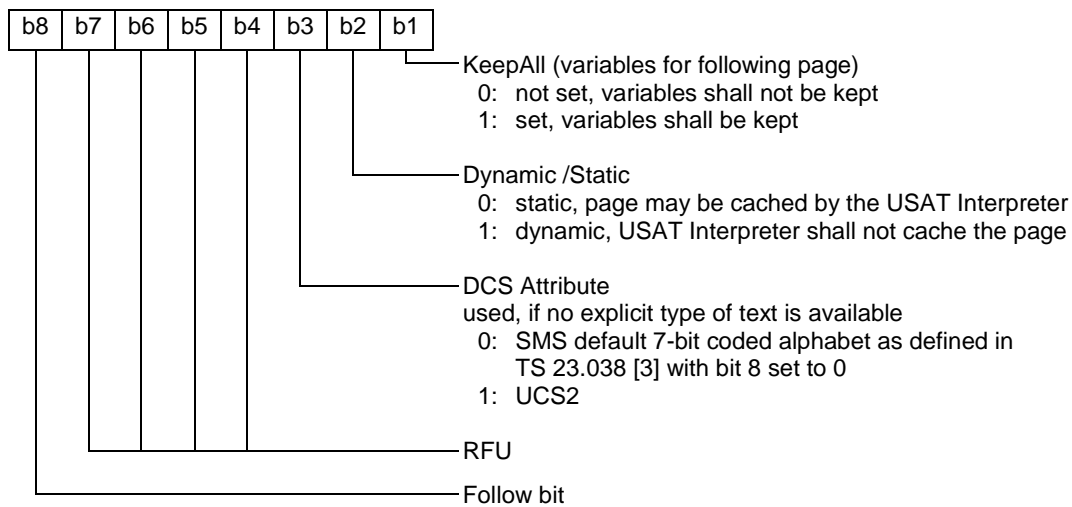 b8 b7 b6 b5 b4 b3 b2 b1
KeepAll (variables for following page)
0: not set, variables shall not be kept
1: set, variables shall be kept
Dynamic /Static
0: static, page may be cached by the USAT Interpreter
1: dynamic, USAT Interpreter shall not cache the page
DCS Attribute
used, if no explicit type of text is available
0: SMS default 7-bit coded alphabet as defined in
TS 23.038 [3] with bit 8 set to 0
1: UCS2
RFU
Follow bit